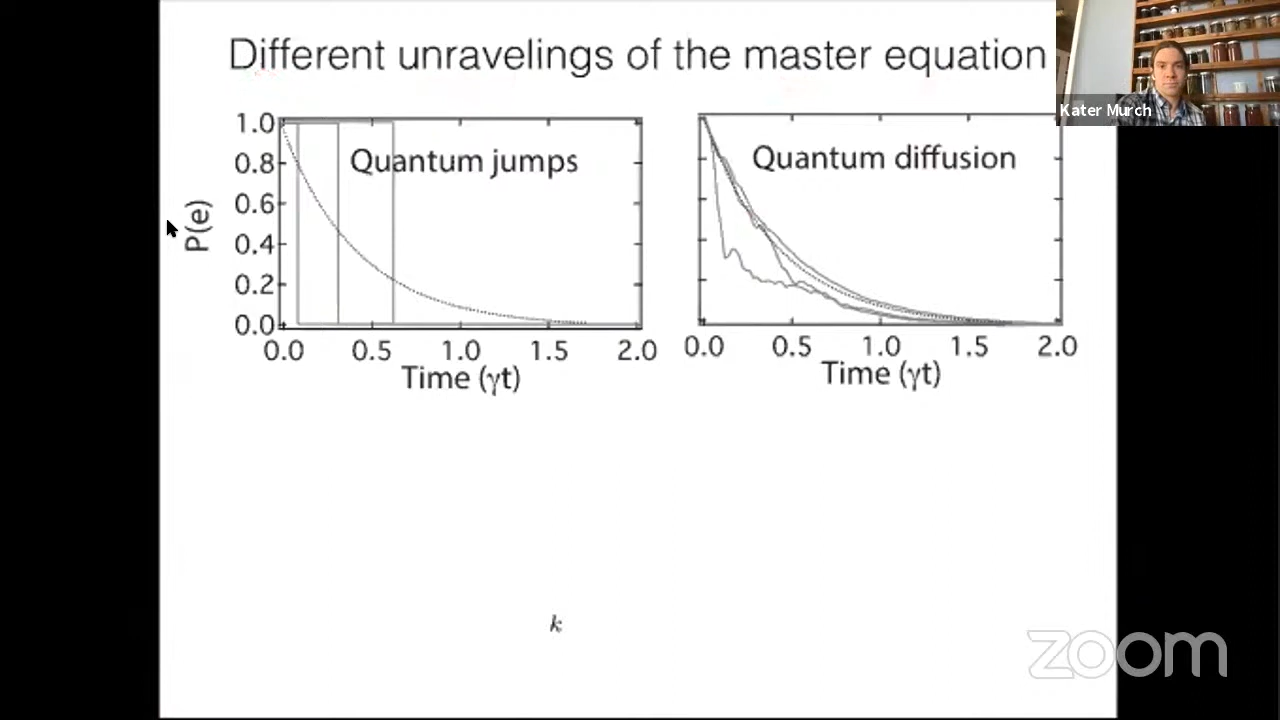 Different unravelings of the master equation
Kater Murch
Quantum jumps
P(e)
1.0
0.8
0.6
0.4
0.2
0.0
0.0 0.5 1.0 1.5 2.0
Time (γt)
Quantum diffusion
0.0 0.5 1.0 1.5 2.0
Time (γt)
k
zoom